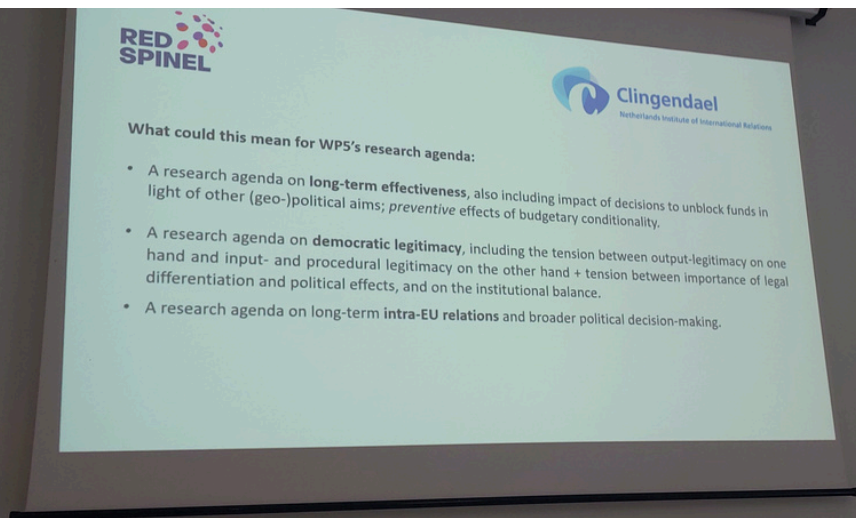 RED
SPINEL
Clingendael
Netherlands Institute of International Relations
What could this mean for WP5's research agenda:
• A research agenda on long-term effectiveness, also including impact of decisions to unblock funds in
light of other (geo-)political aims; preventive effects of budgetary conditionality.
• A research agenda on democratic legitimacy, including the tension between output-legitimacy on one
hand and input- and procedural legitimacy on the other hand + tension between importance of legal
differentiation and political effects, and on the institutional balance.
• A research agenda on long-term intra-EU relations and broader political decision-making.